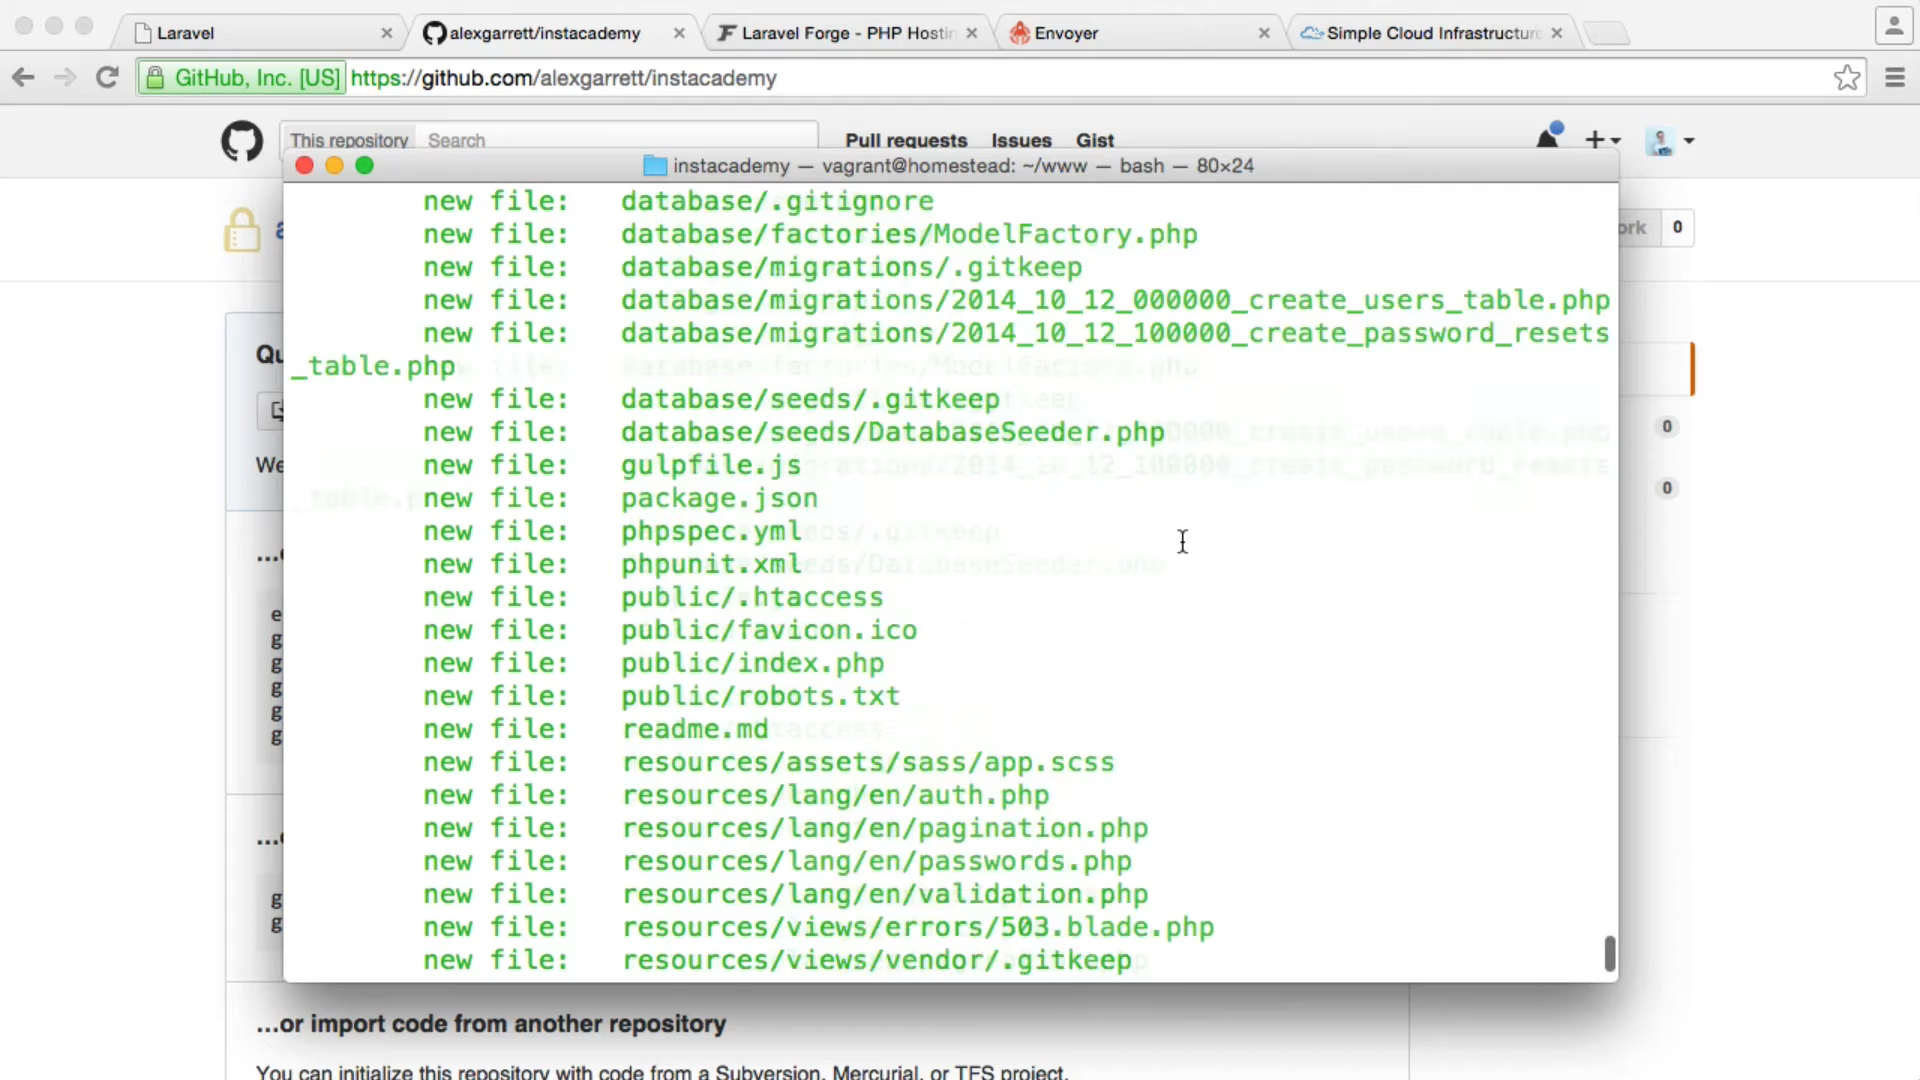 Laravel
alexgarrett/instacademy
Laravel Forge - PHP Hostin
Envoyer
Simple Cloud Infrastructure
GitHub, Inc. [US] https://github.com/alexgarrett/instacademy
This repository Search Pull requests Issues Gist
instacademy — vagrant@homestead: ~/www — bash — 80×24
new file: database/.gitignore
ork 0
new file: database/factories/ModelFactory.php
new file: database/migrations/.gitkeep
new file: database/migrations/2014_10_12_000000_create_users_table.php
new file: database/migrations/2014_10_12_100000_create_password_resets
_table.php
new file: database/seeds/.gitkeep
new file: database/seeds/DatabaseSeeder.php
0
new file: gulpfile.js
new file: package.json
0
new file: phpspec.yml
new file: phpunit.xml
new file: public/.htaccess
new file: public/favicon.ico
new file: public/index.php
new file: public/robots.txt
new file: readme.md
new file: resources/assets/sass/app.scss
new file: resources/lang/en/auth.php
new file: resources/lang/en/pagination.php
new file: resources/lang/en/passwords.php
new file: resources/lang/en/validation.php
new file: resources/views/errors/503.blade.php
new file: resources/views/vendor/.gitkeep
...or import code from another repository
You can initialize this repository with code from a Subversion, Mercurial, or TFS project.